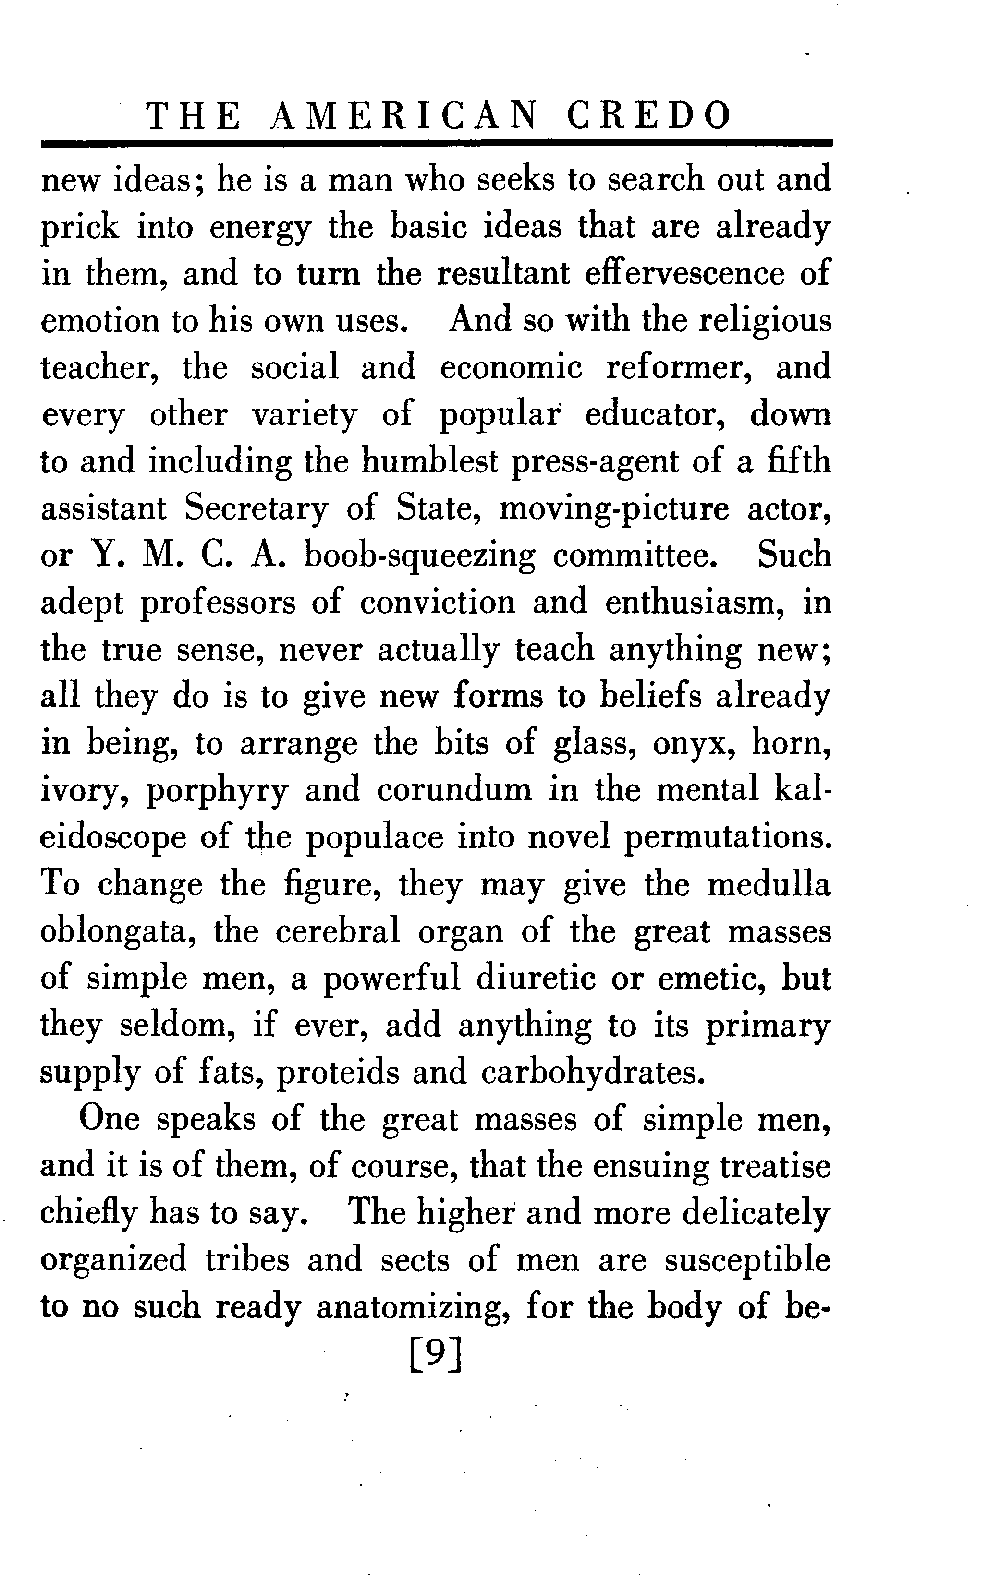 THE AMERICAN CREDO
new ideas; he is a man who seeks to search out and
prick into energy the basic ideas that are already
in them, and to turn the resultant effervescence of
emotion to his own uses. And so with the religious
teacher, the social and economic reformer, and
every other variety of popular educator, down
to and including the humblest press-agent of a fifth
assistant Secretary of State, moving-picture actor,
or Y. M. C. A. boob-squeezing committee. Such
adept professors of conviction and enthusiasm, in
the true sense, never actually teach anything new;
all they do is to give new forms to beliefs already
in being, to arrange the bits of glass, onyx, horn,
ivory, porphyry and corundum in the mental kal-
eidoscope of the populace into novel permutations.
To change the figure, they may give the medulla
oblongata, the cerebral organ of the great masses
of simple men, a powerful diuretic or emetic, but
they seldom, if ever, add anything to its primary
supply of fats, proteids and carbohydrates.
One speaks of the great masses of simple men,
and it is of them, of course, that the ensuing treatise
chiefly has to say. The higher and more delicately
organized tribes and sects of men are susceptible
to no such ready anatomizing, for the body of be-
[9]